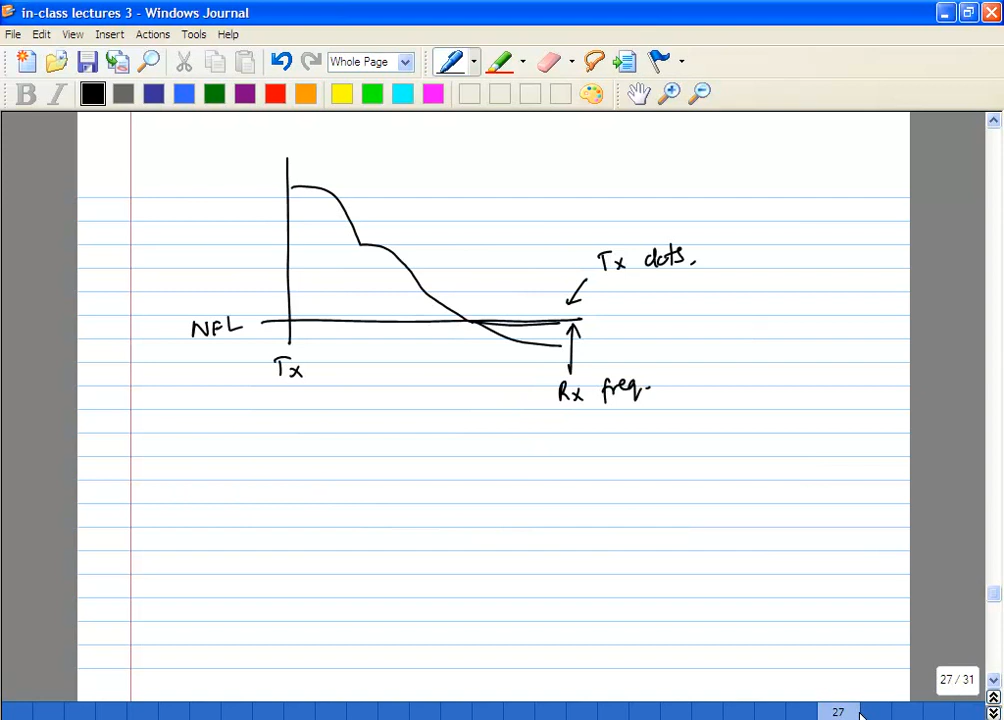 in-class lectures 3 - Windows Journal
File Edit View Insert Actions Tools Help
Whole Page
B I
Tx dots.
NFL
Tx
Rx freq.
27 / 31
27